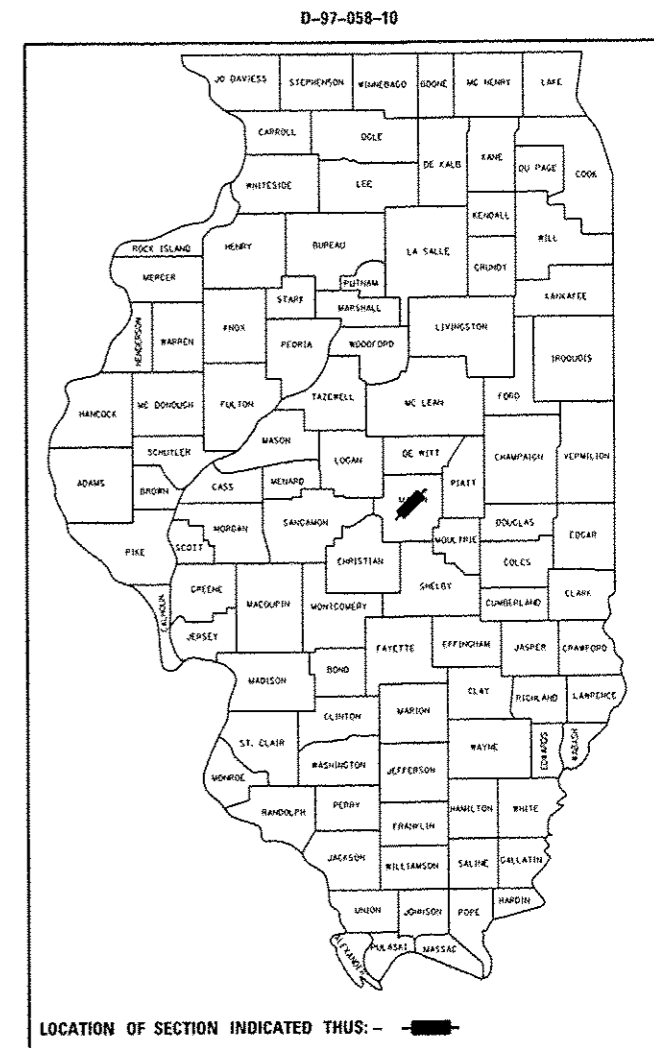 D-97-058-10
JO DAVIESS STEPHENSON WINNEBAGO BOONE MC HENRY LAKE
CARROLL OGLE DE KALB KANE DU PAGE COOK
WHITESIDE LEE
KENDALL WILL
ROCK ISLAND HENRY BUREAU LA SALLE GRUNDY
MERCER PUTNAM
STARK MARSHALL KANKAKEE
HENDERSON WARREN KNOX PEORIA WOODFORD LIVINGSTON IROQUOIS
HANCOCK MC DONOUGH FULTON TAZEWELL MC LEAN FORD
MASON
SCHUYLER LOGAN DE WITT CHAMPAIGN VERMILION
ADAMS BROWN CASS MENARD PIATT
SANGAMON DOUGLAS EDGAR
PIKE SCOTT MORGAN MOULTRIE
CHRISTIAN COLES
GREENE SHELBY CLARK
CALHOUN MACOUPIN MONTGOMERY CUMBERLAND
JERSEY FAYETTE EFFINGHAM JASPER CRAWFORD
MADISON BOND
CLAY RICHLAND LAWRENCE
CLINTON MARION
ST. CLAIR WAYNE EDWARDS WABASH
WASHINGTON JEFFERSON
MONROE
RANDOLPH PERRY HAMILTON WHITE
FRANKLIN
JACKSON WILLIAMSON SALINE GALLATIN
UNION JOHNSON POPE HARDIN
ALEXANDER PULASKI MASSAC
LOCATION OF SECTION INDICATED THUS: -